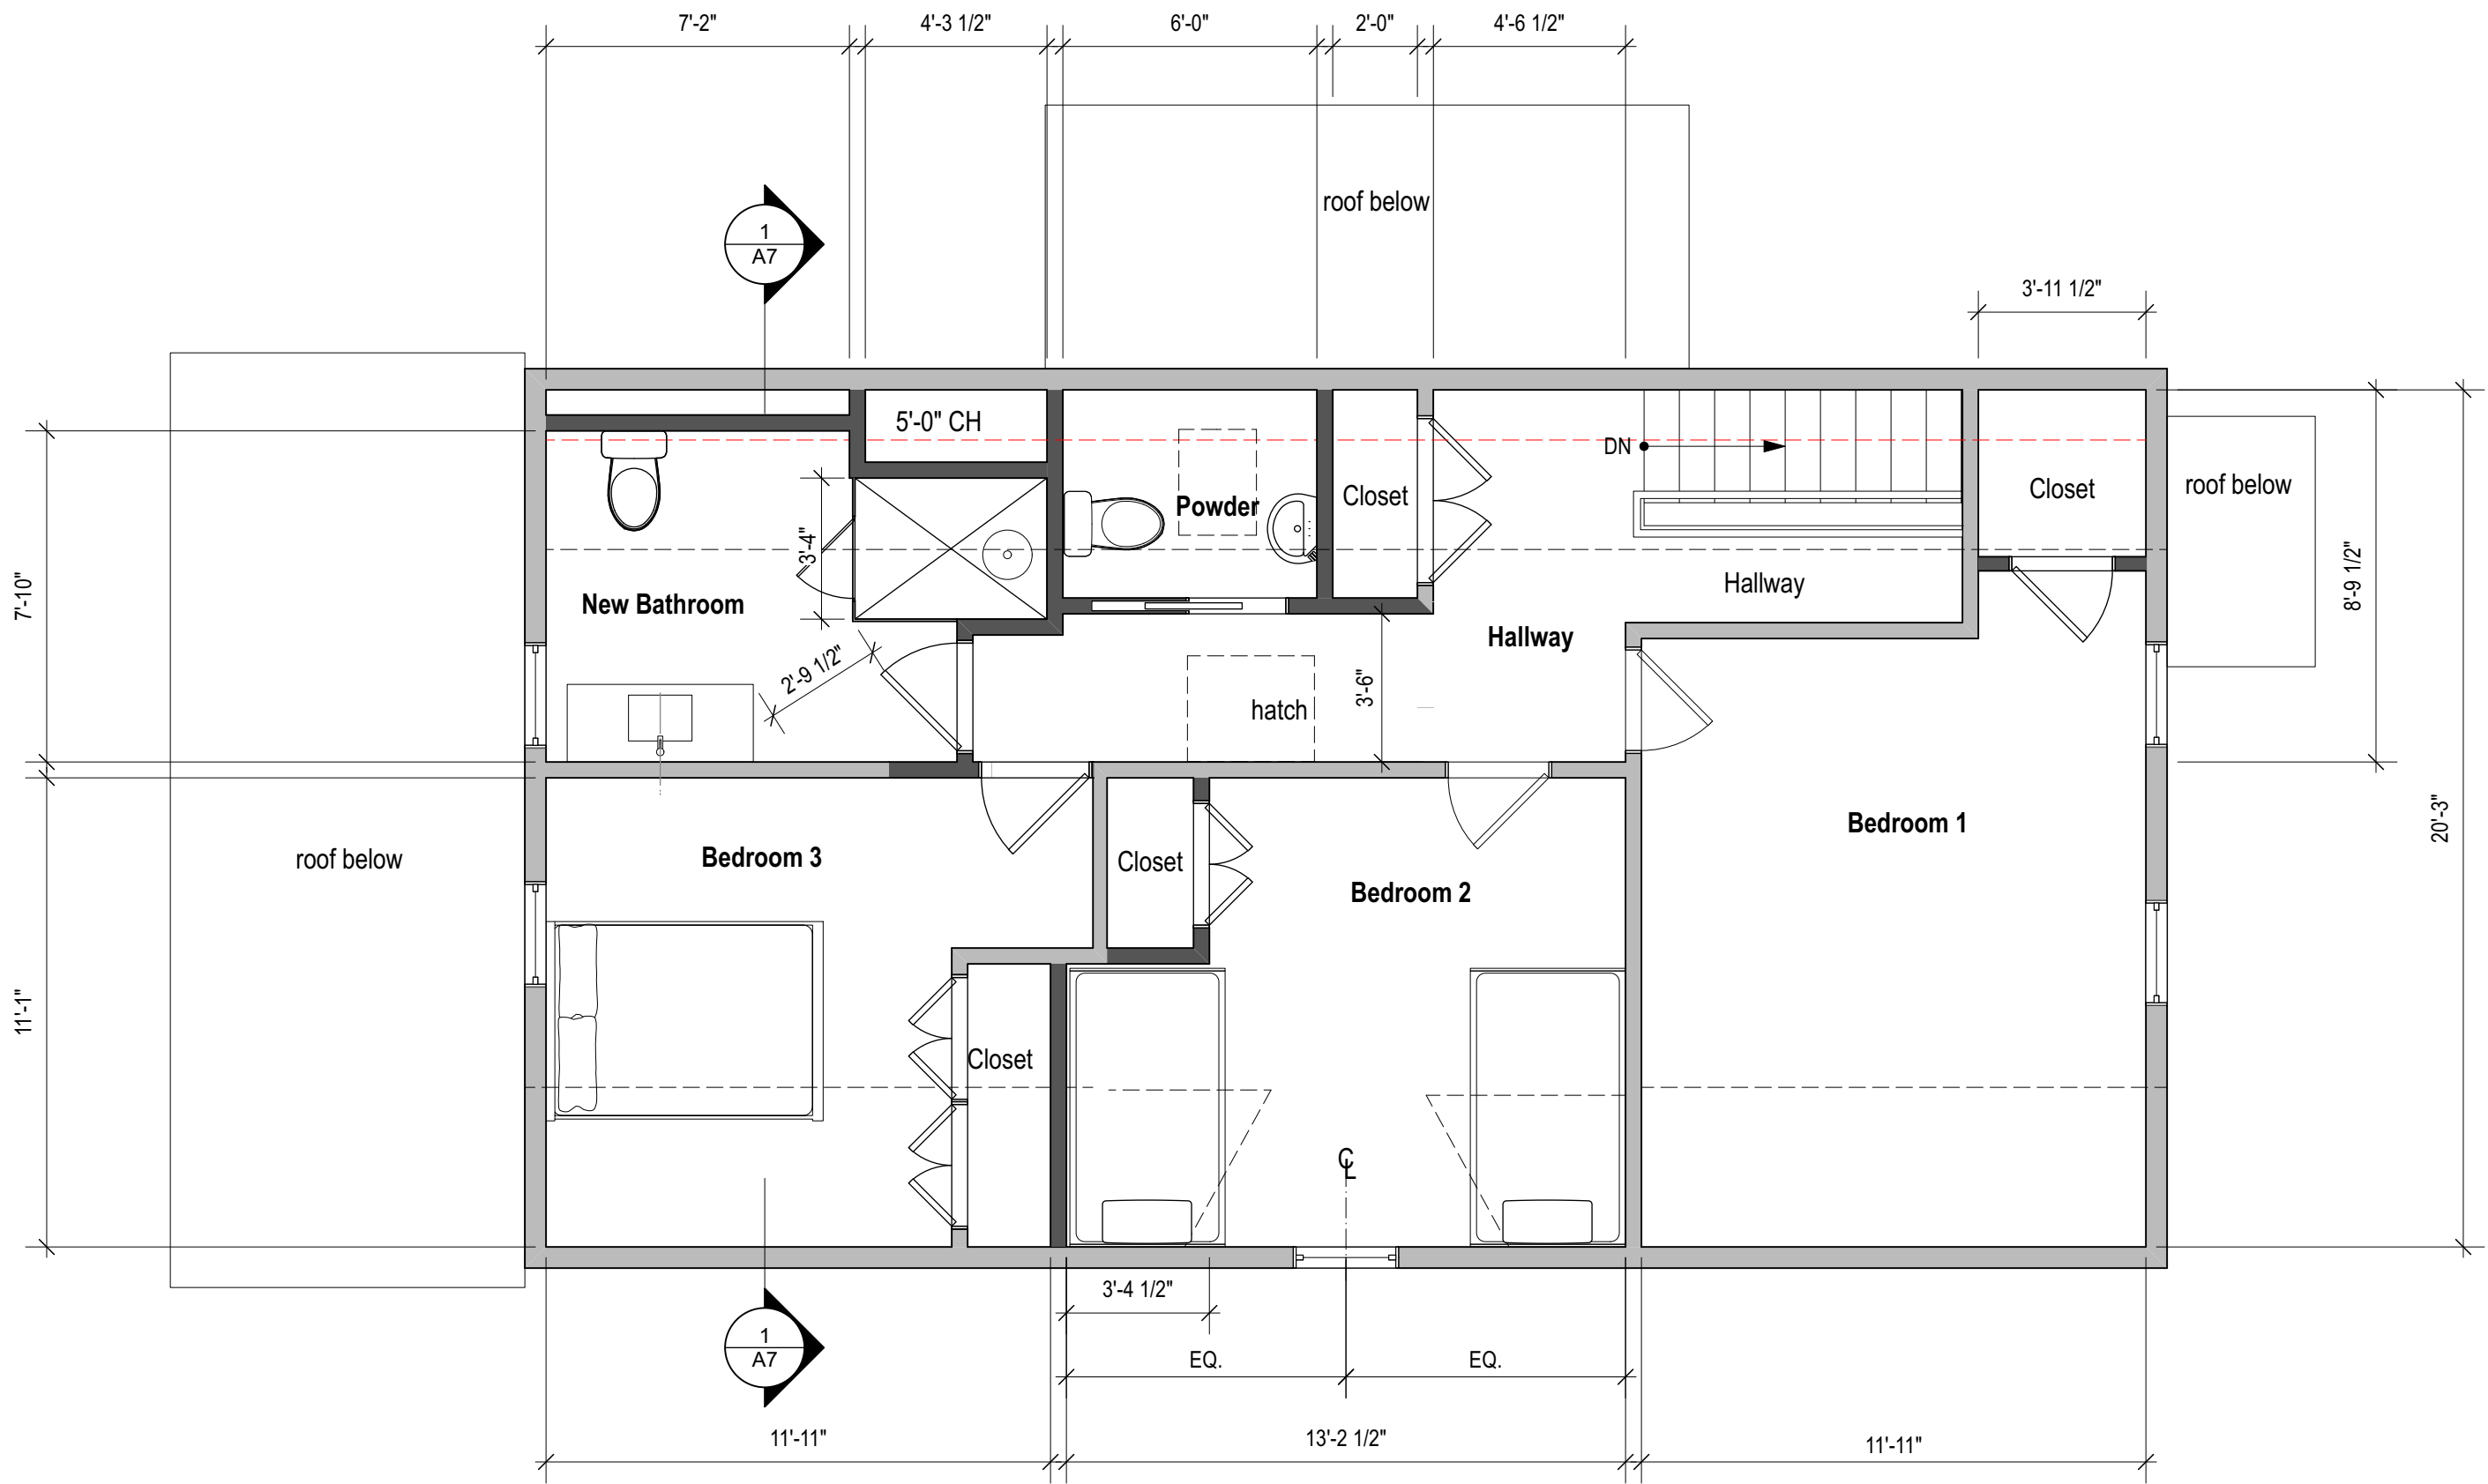 7'-2"
4'-3 1/2"
6'-0"
2'-0"
4'-6 1/2"
roof below
1
A7
3'-11 1/2"
5'-0" CH
DN
Closet
Powder
Closet
roof below
3'-4"
7'-10"
New Bathroom
Hallway
8'-9 1/2"
Hallway
2'-9 1/2"
3'-6"
hatch
Bedroom 1
20'-3"
roof below
Bedroom 3
Closet
Bedroom 2
11'-1"
Closet
CL
3'-4 1/2"
1
A7
EQ.
EQ.
11'-11"
13'-2 1/2"
11'-11"